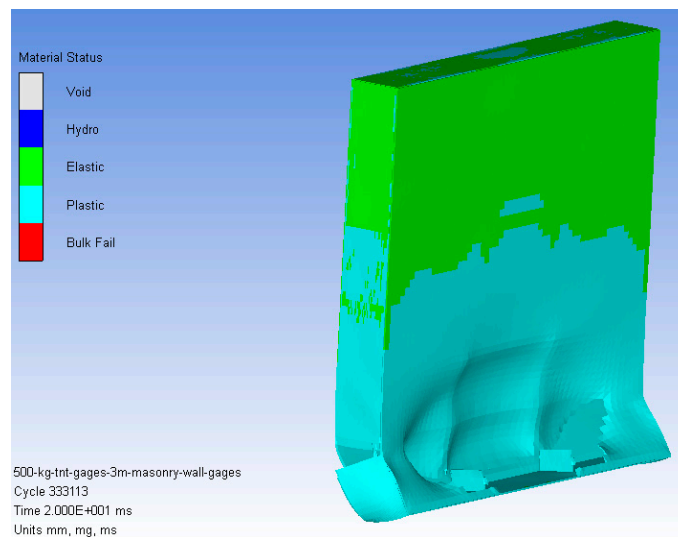 Material Status
Void
Hydro
Elastic
Plastic
Bulk Fail
500-kg-tnt-gages-3m-masonry-wall-gages
Cycle 333113
Time 2.000E+001 ms
Units mm, mg, ms